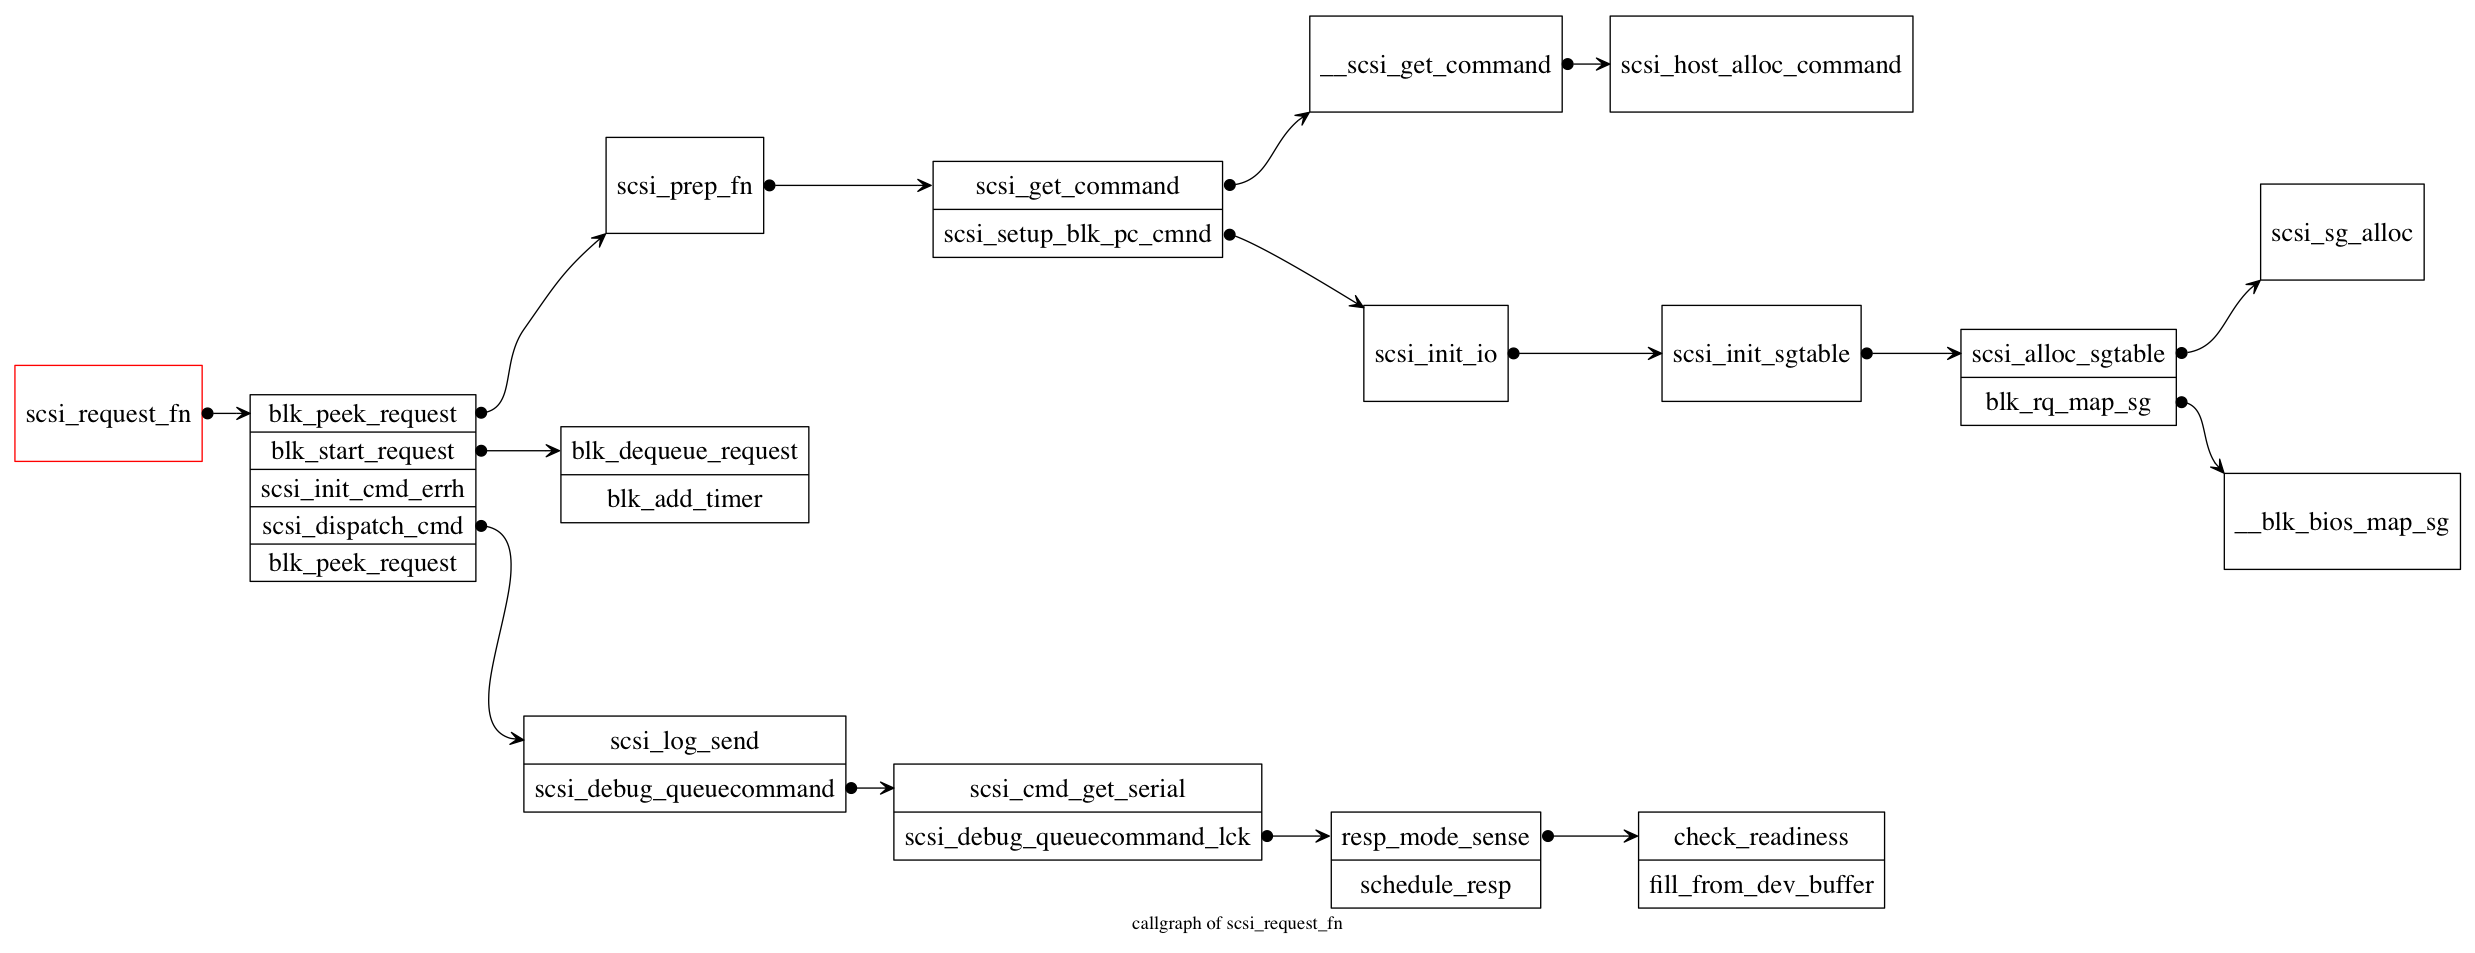 scsi_request_fn
blk_peek_request
blk_start_request
scsi_init_cmd_errh
scsi_dispatch_cmd
blk_peek_request
scsi_prep_fn
blk_dequeue_request
blk_add_timer
scsi_get_command
scsi_setup_blk_pc_cmnd
__scsi_get_command
scsi_host_alloc_command
scsi_init_io
scsi_init_sgtable
scsi_alloc_sgtable
blk_rq_map_sg
scsi_sg_alloc
__blk_bios_map_sg
scsi_log_send
scsi_debug_queuecommand
scsi_cmd_get_serial
scsi_debug_queuecommand_lck
resp_mode_sense
schedule_resp
check_readiness
fill_from_dev_buffer
callgraph of scsi_request_fn